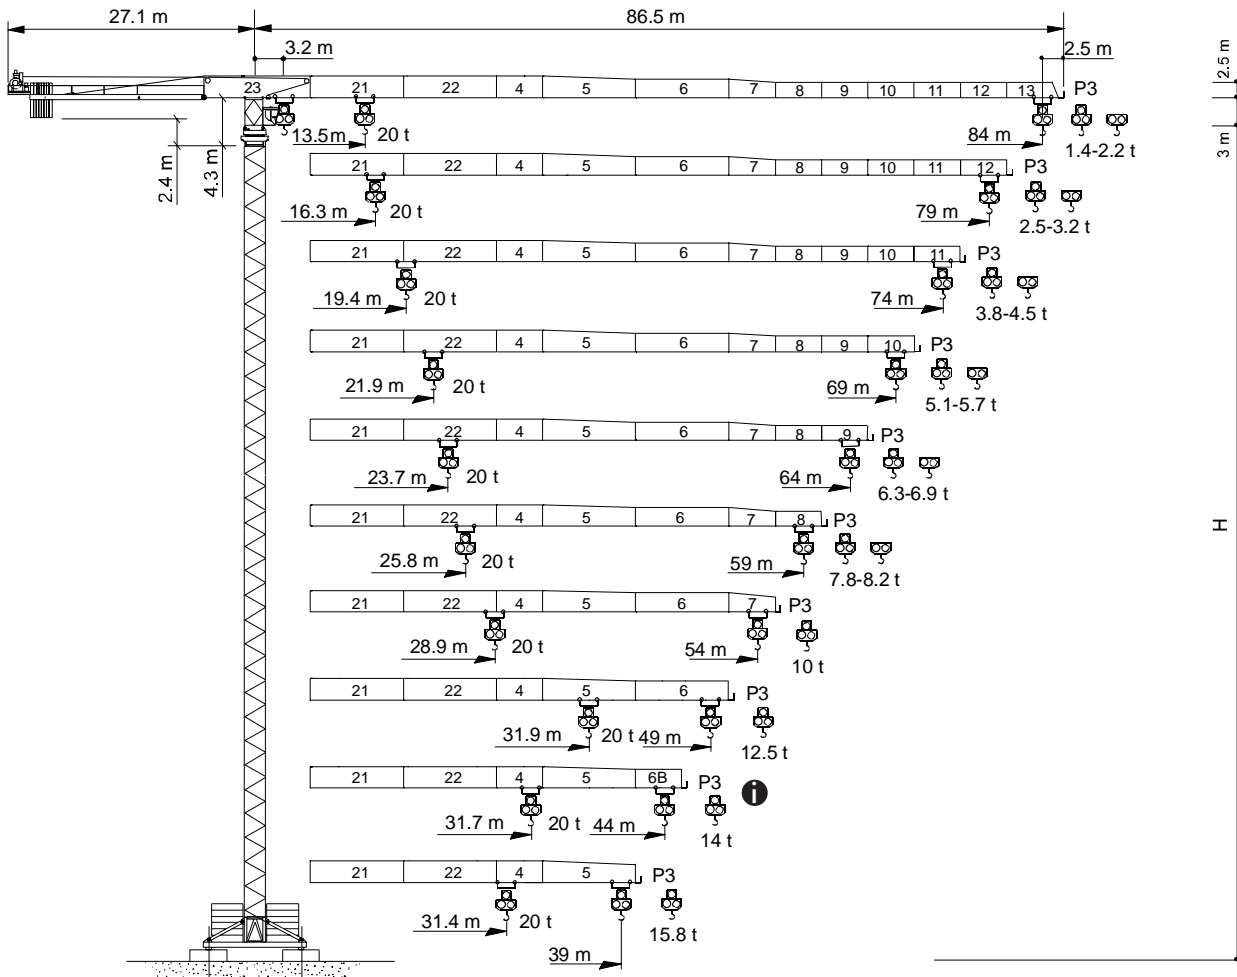 27.1 m
86.5 m
3.2 m
2.5 m
2.5 m
23
21 22 4 5 6 7 8 9 10 11 12 13 P3
13.5m 20 t 84 m 1.4-2.2 t
3 m
2.4 m
4.3 m
21 22 4 5 6 7 8 9 10 11 12 P3
16.3 m 20 t 79 m 2.5-3.2 t
21 22 4 5 6 7 8 9 10 11 P3
19.4 m 20 t 74 m 3.8-4.5 t
21 22 4 5 6 7 8 9 10 P3
21.9 m 20 t 69 m 5.1-5.7 t
21 22 4 5 6 7 8 9 P3
23.7 m 20 t 64 m 6.3-6.9 t
21 22 4 5 6 7 8 P3
25.8 m 20 t 59 m 7.8-8.2 t
H
21 22 4 5 6 7 P3
28.9 m 20 t 54 m 10 t
21 22 4 5 6 P3
31.9 m 20 t 49 m 12.5 t
21 22 4 5 6B P3 i
31.7 m 20 t 44 m 14 t
21 22 4 5 P3
31.4 m 20 t 15.8 t
39 m